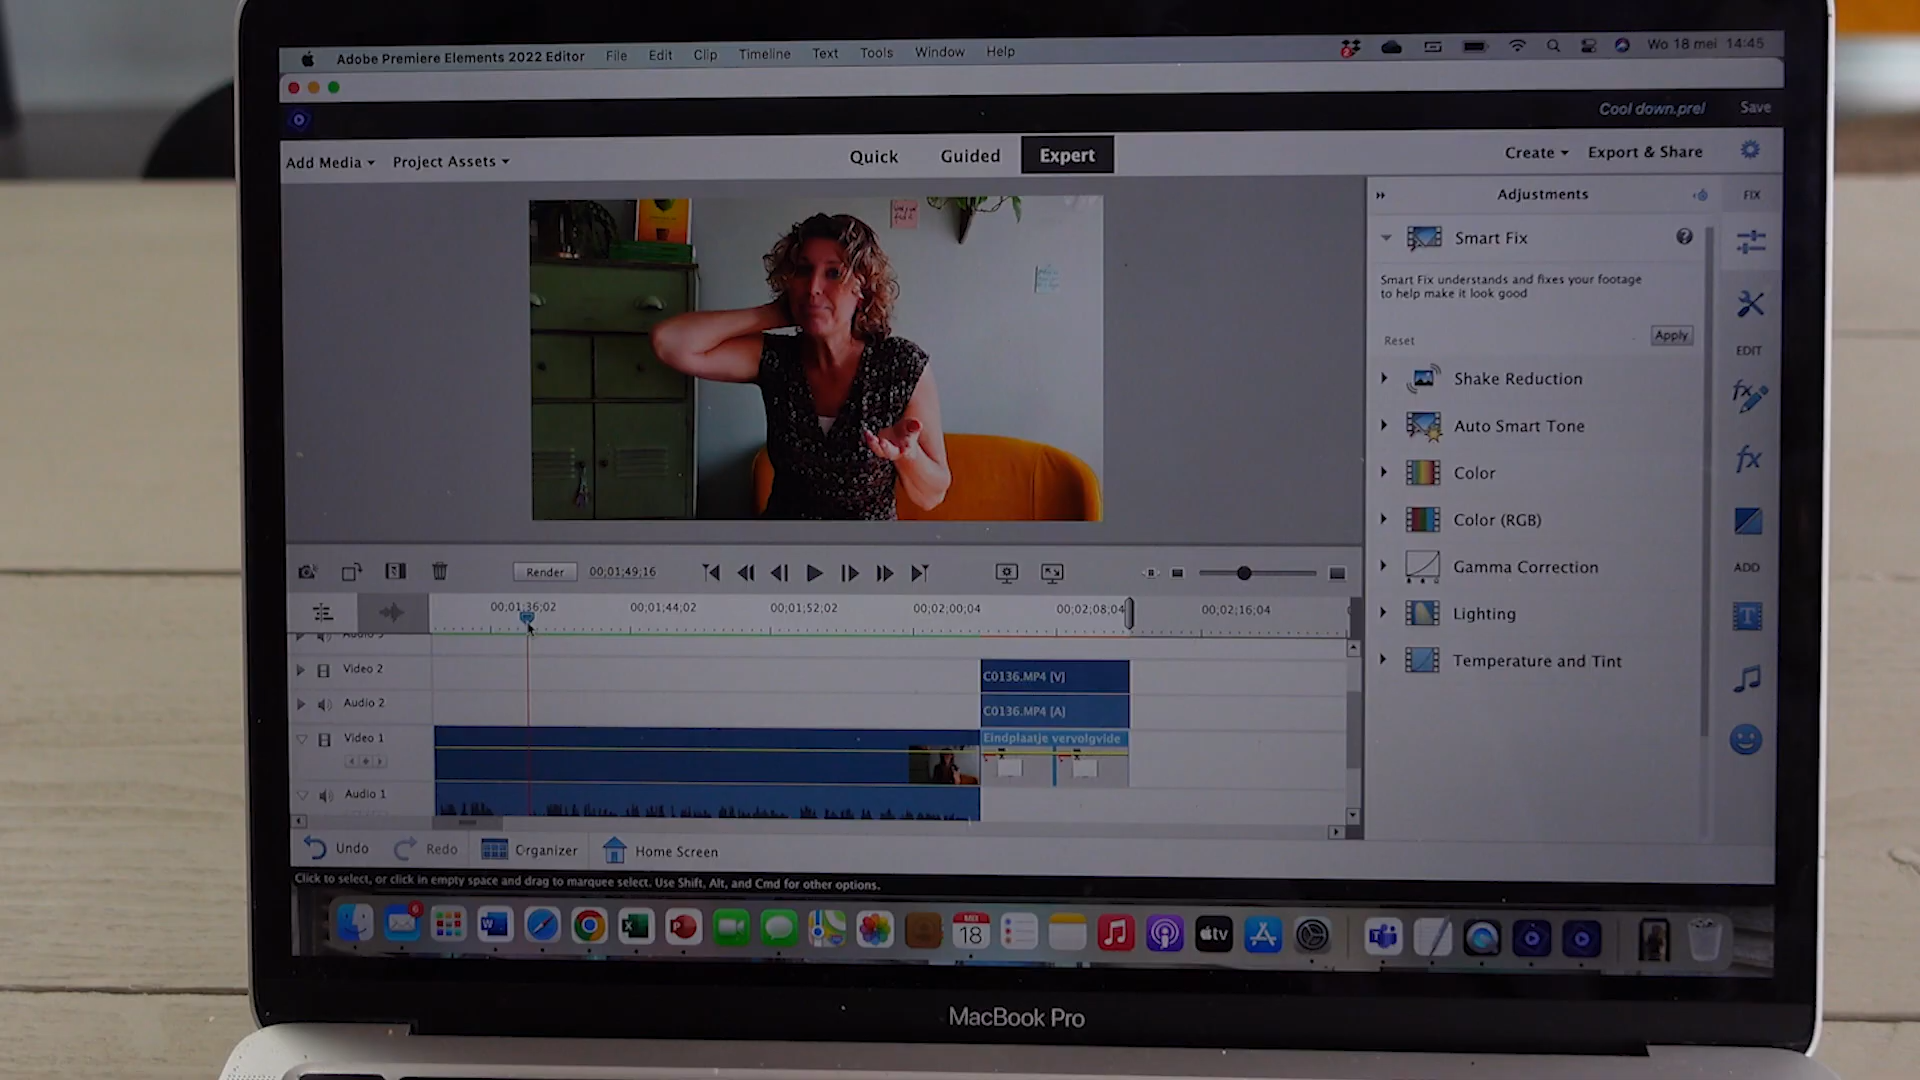 Adobe Premiere Elements 2022 Editor File Edit Clip Timeline Text Tools Window Help Wo 18 mei 14:45
Cool down.prel Save
Add Media Project Assets Quick Guided Expert Create Export & Share
Adjustments FIX
Smart Fix
Smart Fix understands and fixes your footage
to help make it look good
Reset Apply
EDIT
Shake Reduction
Auto Smart Tone
fx
Color
fx
Color (RGB)
Gamma Correction
ADD
Lighting
T
Temperature and Tint
Render 00;01;49;16
00;01;36;02 00;01;44;02 00;01;52;02 00;02;00;04 00;02;08;04 00;02;16;04
Audio 3
Video 2 C0136.MP4 [V]
Audio 2 C0136.MP4 [A]
Video 1 Eindplaatje vervolgvide
Audio 1
Undo Redo Organizer Home Screen
Click to select, or click in empty space and drag to marquee select. Use Shift, Alt, and Cmd for other options.
6
18
tv
MacBook Pro